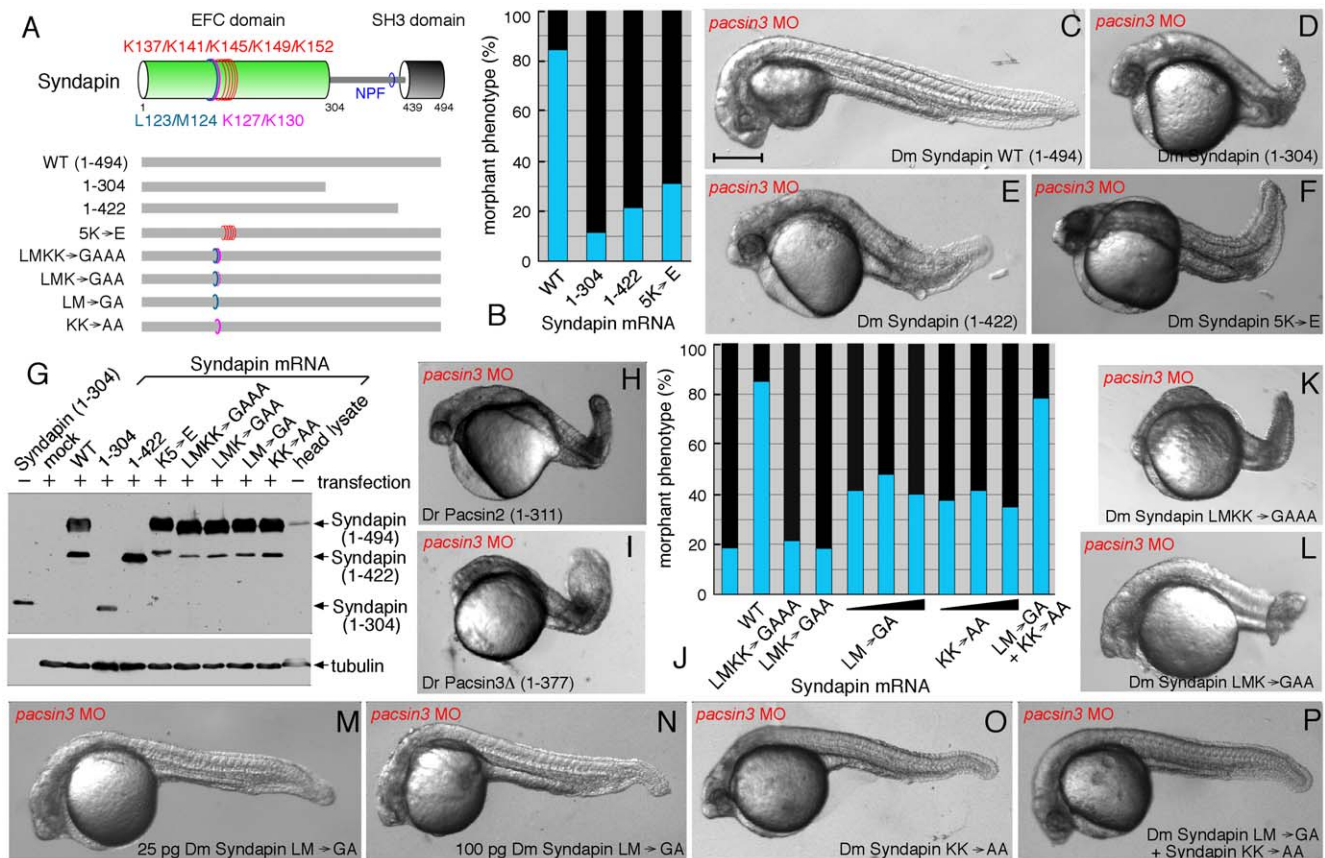 A
EFC domain
SH3 domain
K137/K141/K145/K149/K152
Syndapin
NPF
1
304
439
494
L123/M124
K127/K130
WT (1-494)
1-304
1-422
5K→E
LMKK→GAAA
LMK→GAA
LM→GA
KK→AA
B
morphant phenotype (%)
100
80
60
40
20
0
WT
1-304
1-422
5K→E
Syndapin mRNA
pacsin3 MO
C
Dm Syndapin WT (1-494)
pacsin3 MO
D
Dm Syndapin (1-304)
pacsin3 MO
E
Dm Syndapin (1-422)
pacsin3 MO
F
Dm Syndapin 5K→E
G
Syndapin mRNA
Syndapin (1-304)
mock
WT
1-304
1-422
K5→E
LMKK→GAAA
LMK→GAA
LM→GA
KK→AA
head lysate
− + + + + + + + + + − transfection
Syndapin
(1-494)
Syndapin
(1-422)
Syndapin
(1-304)
tubulin
pacsin3 MO
H
Dr Pacsin2 (1-311)
pacsin3 MO
I
Dr Pacsin3Δ (1-377)
J
morphant phenotype (%)
100
80
60
40
20
0
WT
LMKK→GAAA
LMK→GAA
LM→GA
KK→AA
LM→GA
+ KK→AA
Syndapin mRNA
pacsin3 MO
K
Dm Syndapin LMKK→GAAA
pacsin3 MO
L
Dm Syndapin LMK→GAA
pacsin3 MO
M
25 pg Dm Syndapin LM→GA
pacsin3 MO
N
100 pg Dm Syndapin LM→GA
pacsin3 MO
O
Dm Syndapin KK→AA
pacsin3 MO
P
Dm Syndapin LM→GA
+ Syndapin KK→AA